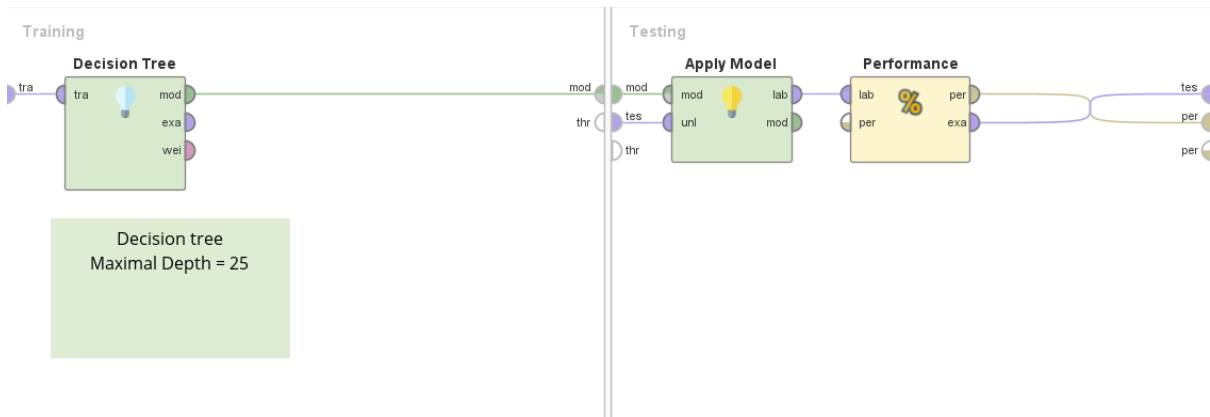 Training
Decision Tree
tra
tra
mod
exa
wei
mod
thr
Decision tree
Maximal Depth = 25
Testing
mod
tes
thr
Apply Model
mod
unl
lab
mod
Performance
%
lab
per
per
exa
tes
per
per